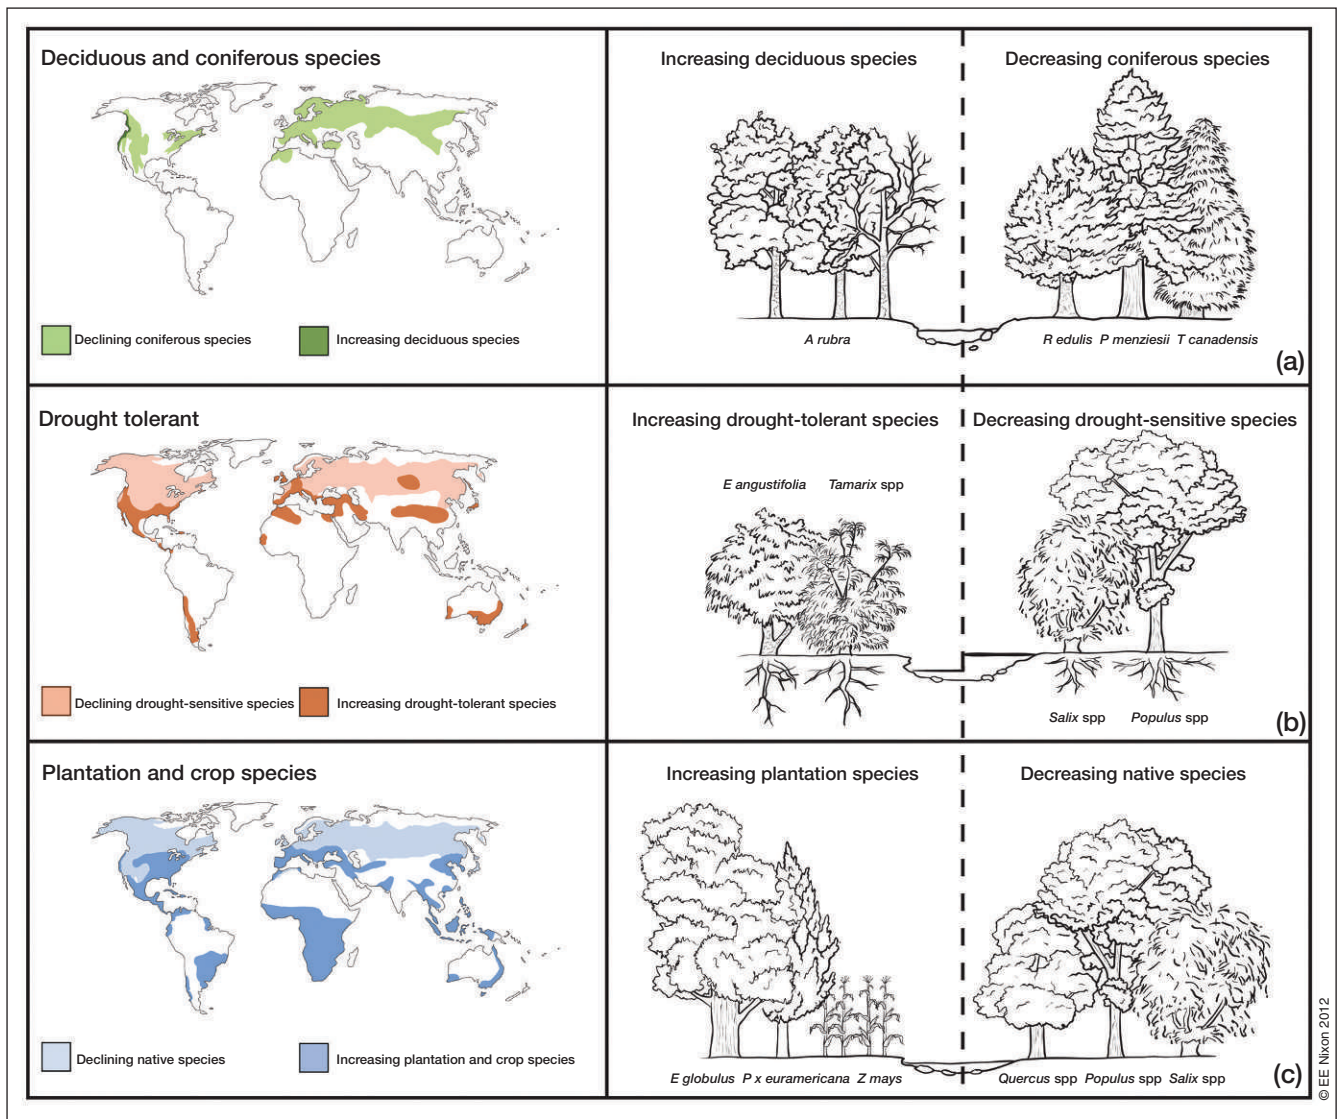 Deciduous and coniferous species
Declining coniferous species
Increasing deciduous species
Increasing deciduous species
Decreasing coniferous species
A rubra
R edulis P menziesii T canadensis
(a)
Drought tolerant
Declining drought-sensitive species
Increasing drought-tolerant species
Increasing drought-tolerant species
Decreasing drought-sensitive species
E angustifolia Tamarix spp
Salix spp Populus spp
(b)
Plantation and crop species
Declining native species
Increasing plantation and crop species
Increasing plantation species
Decreasing native species
E globulus P x euramericana Z mays
Quercus spp Populus spp Salix spp
(c)
© EE Nixon 2012